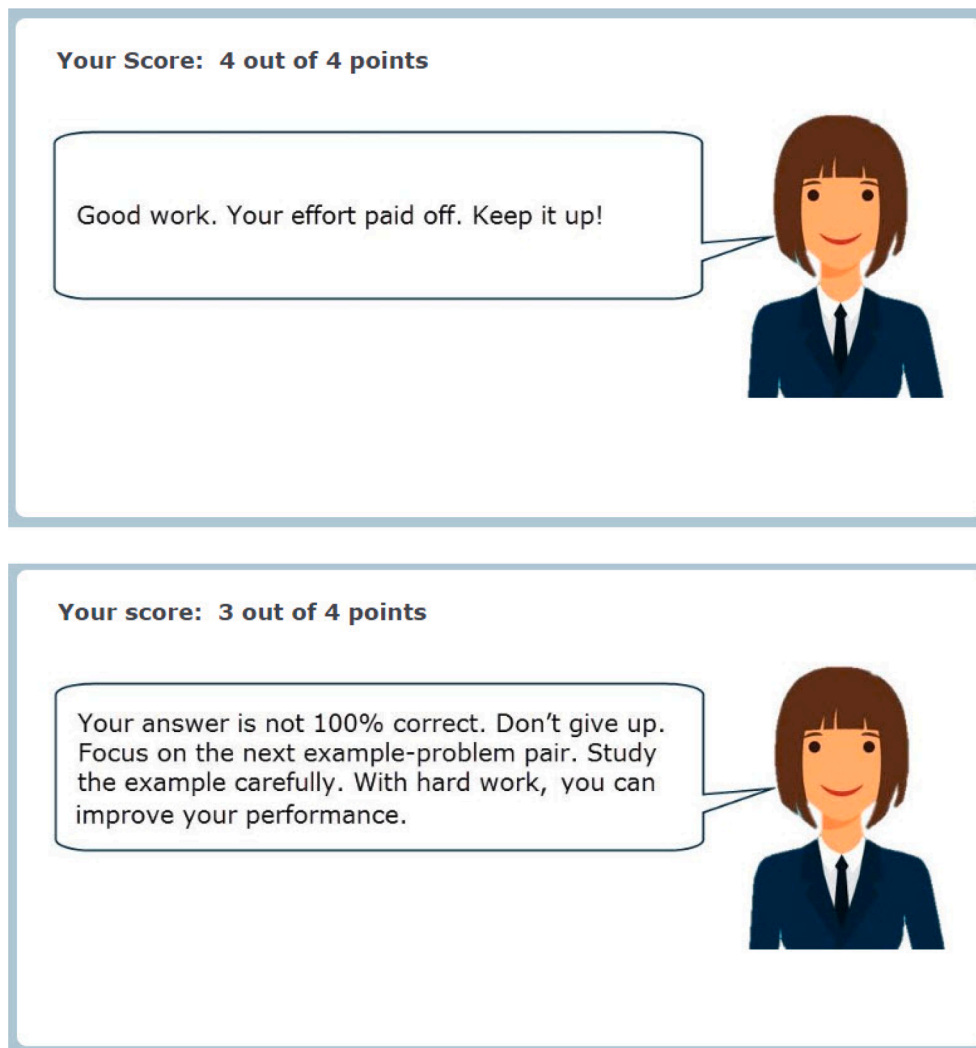 Your Score: 4 out of 4 points
Good work. Your effort paid off. Keep it up!
Your score: 3 out of 4 points
Your answer is not 100% correct. Don’t give up.
Focus on the next example-problem pair. Study
the example carefully. With hard work, you can
improve your performance.